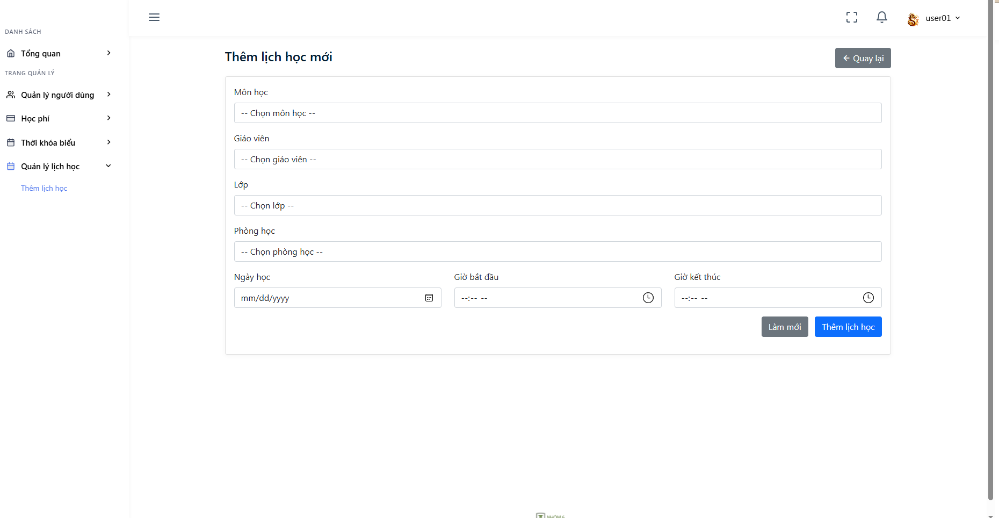 DANH SÁCH
Tổng quan
TRANG QUẢN LÝ
Quản lý người dùng
Học phí
Thời khóa biểu
Quản lý lịch học
Thêm lịch học
user01
Thêm lịch học mới
Quay lại
Môn học
-- Chọn môn học --
Giáo viên
-- Chọn giáo viên --
Lớp
-- Chọn lớp --
Phòng học
-- Chọn phòng học --
Ngày học Giờ bắt đầu Giờ kết thúc
mm/dd/yyyy --:-- -- --:-- --
Làm mới Thêm lịch học
NHÓM 6